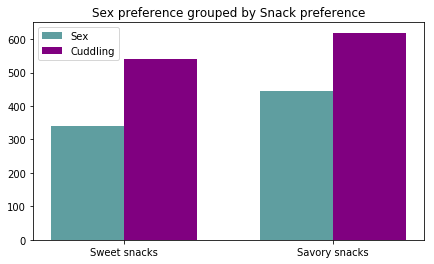 Sex preference grouped by Snack preference
Sex
Cuddling
600
500
400
300
200
100
0
Sweet snacks
Savory snacks